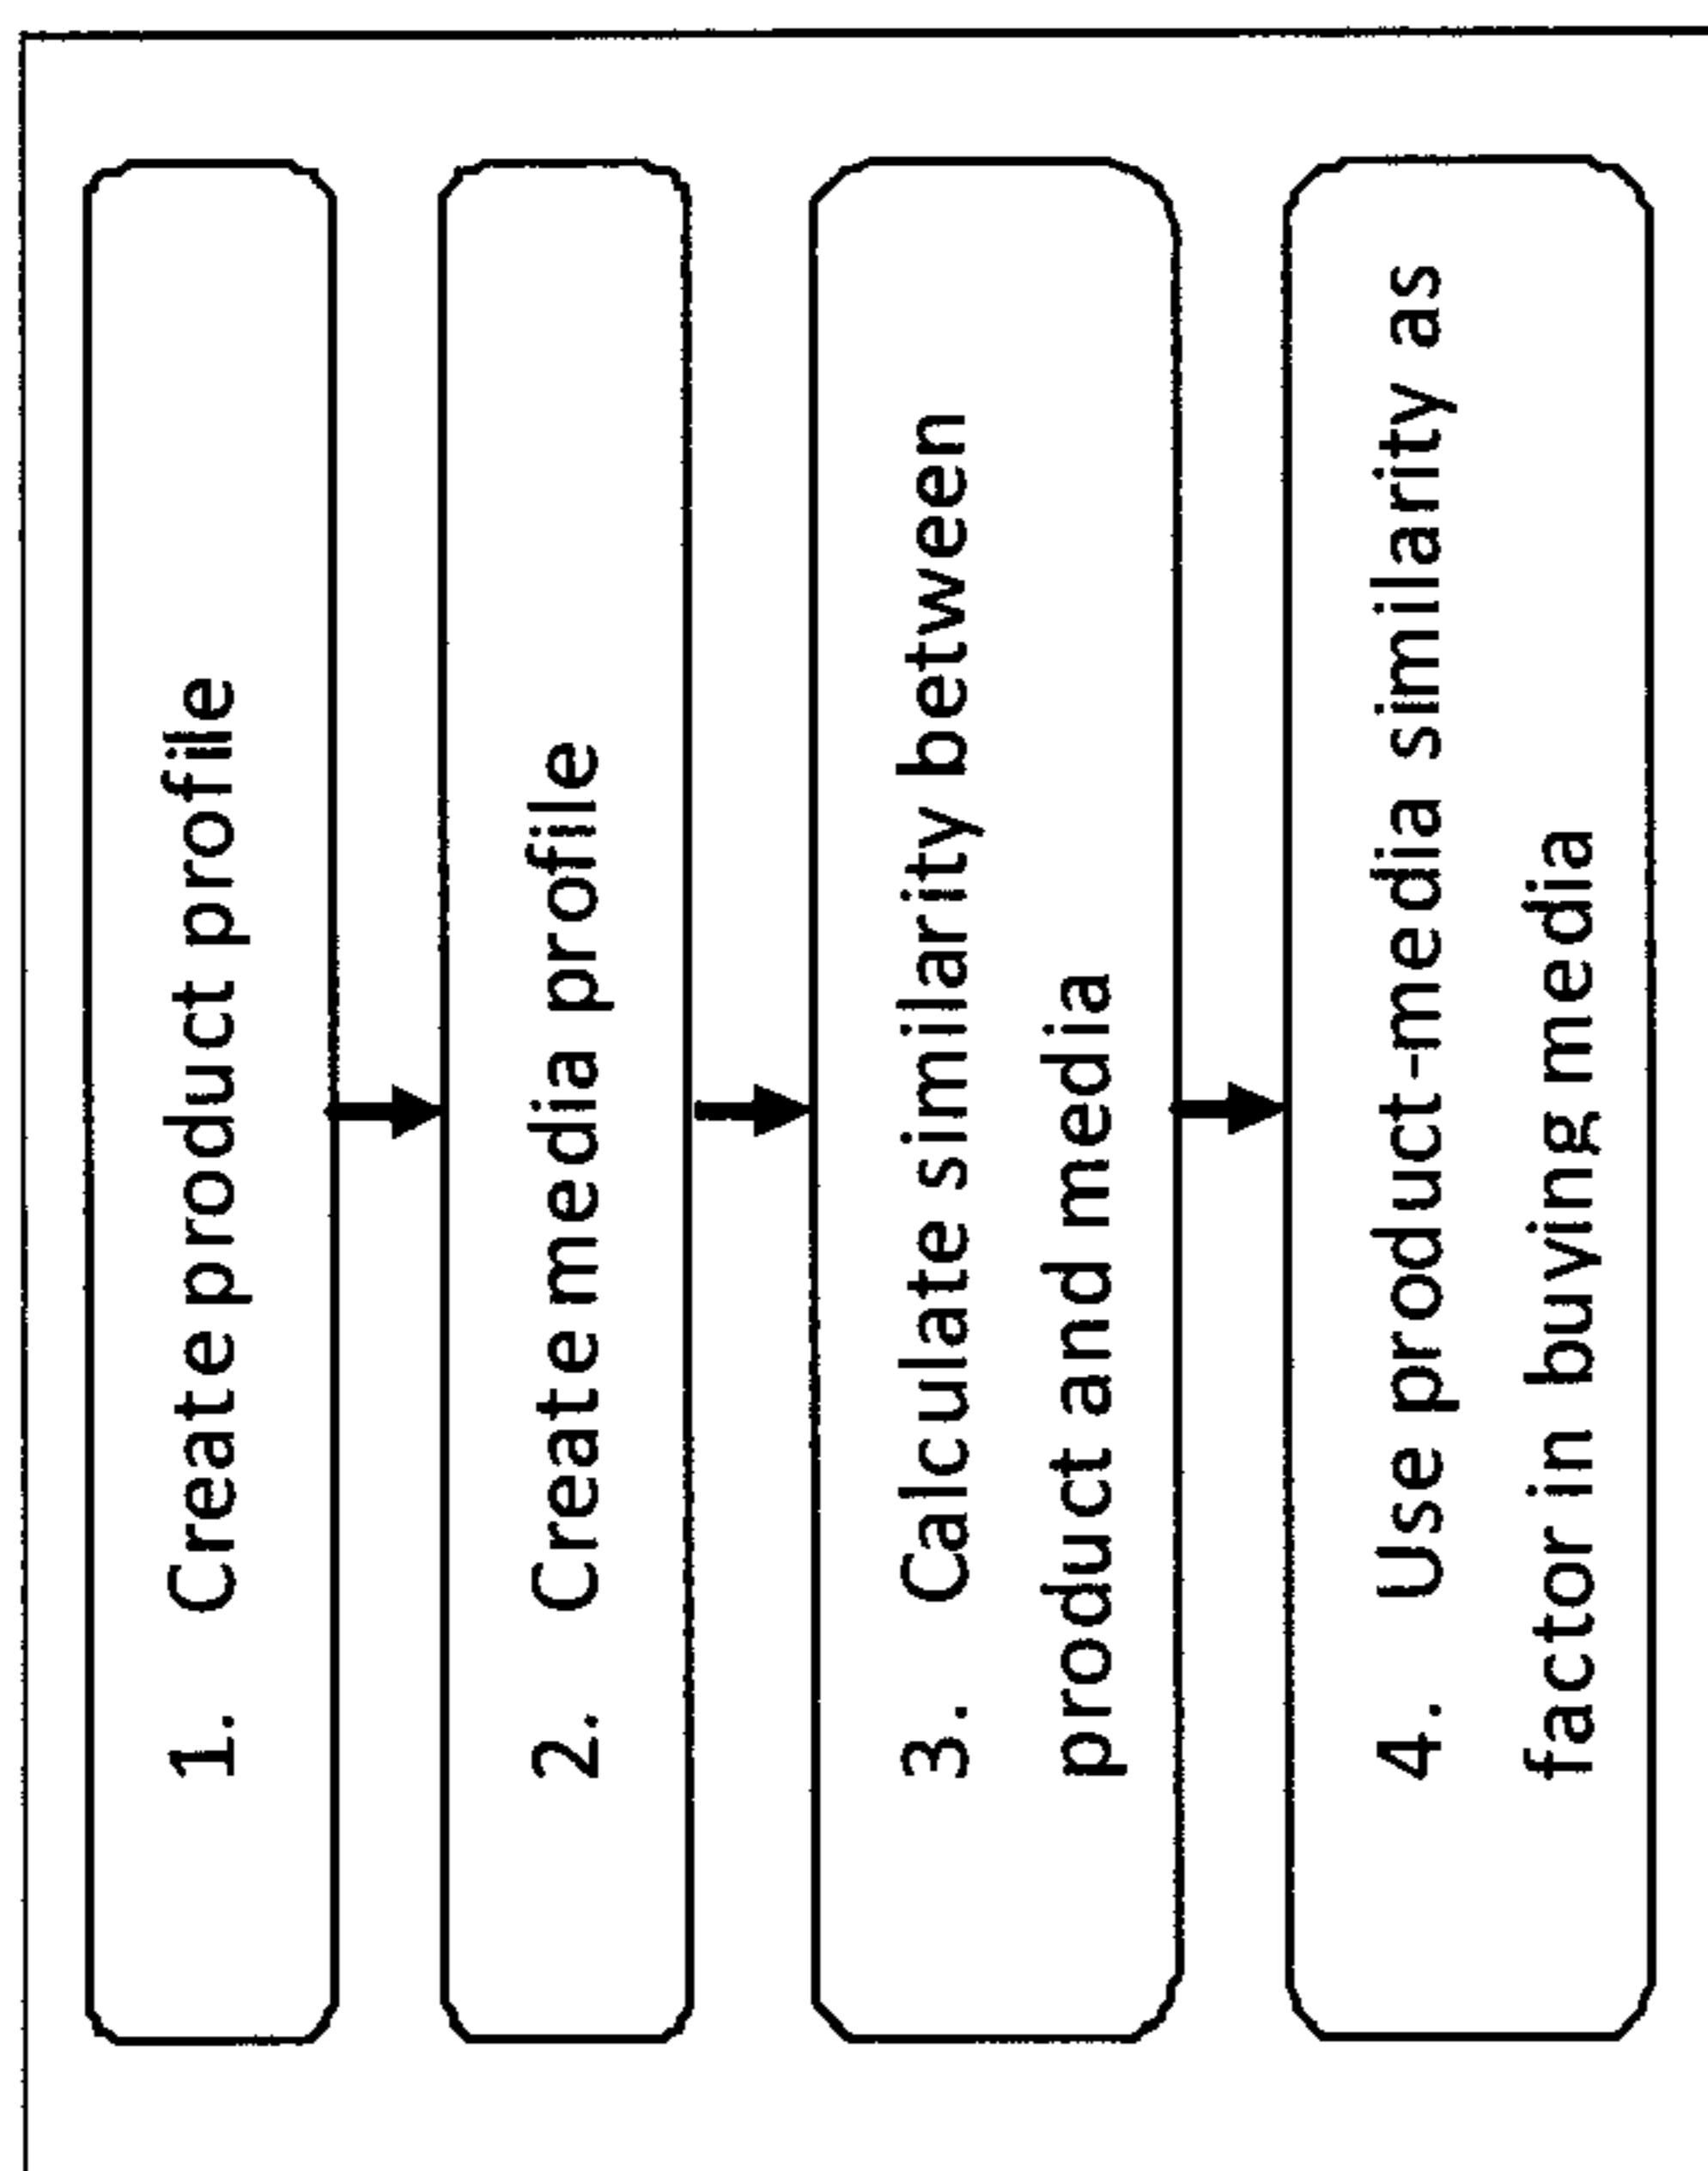 1. Create product profile
2. Create media profile
3. Calculate similarity between
product and media
4. Use product-media similarity as
factor in buying media